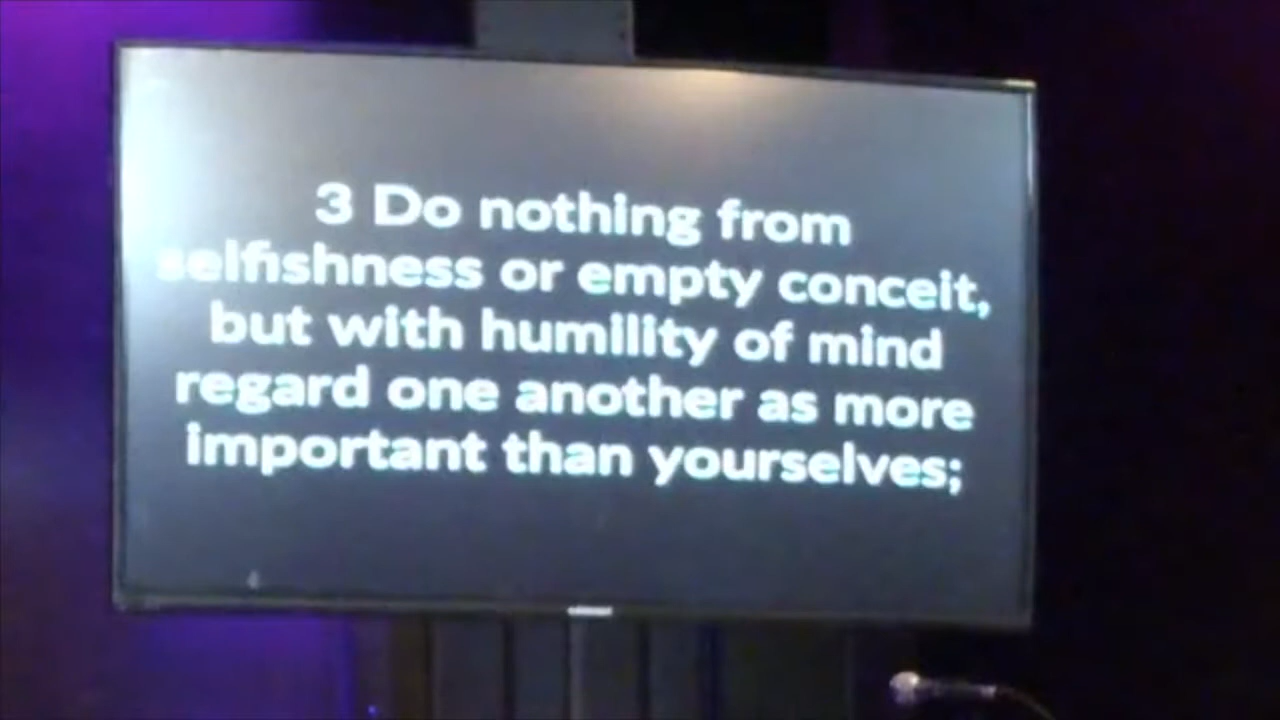 3 Do nothing from
selfishness or empty conceit,
but with humility of mind
regard one another as more
important than yourselves;